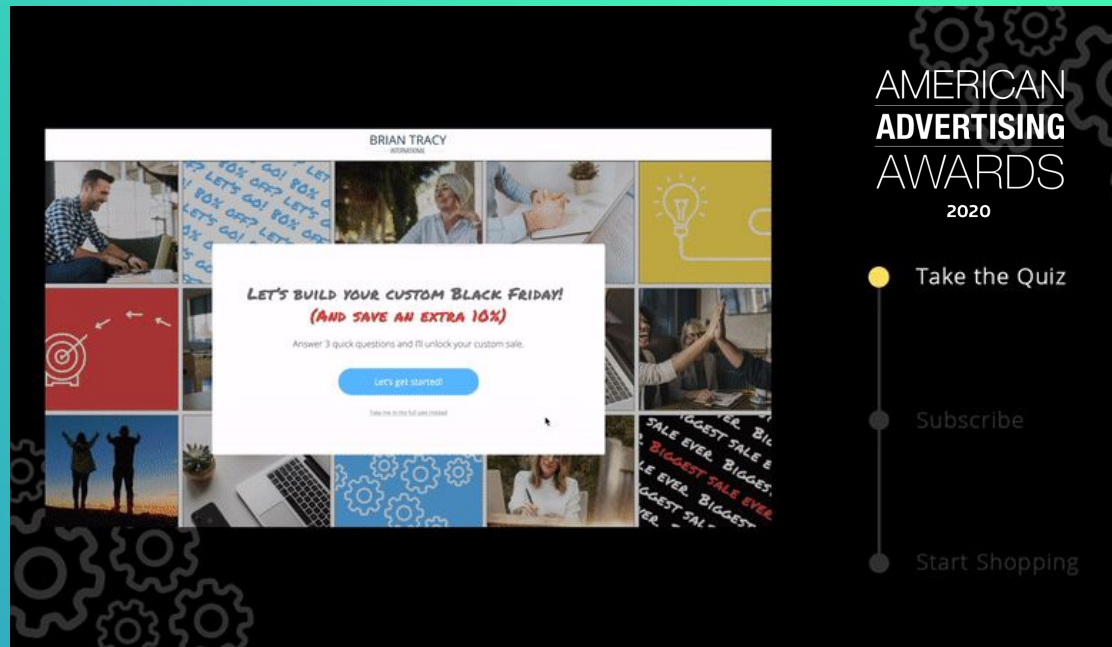 AMERICAN
ADVERTISING
AWARDS
2020
Take the Quiz
Subscribe
Start Shopping
BRIAN TRACY
INTERNATIONAL
LET'S BUILD YOUR CUSTOM BLACK FRIDAY!
(AND SAVE AN EXTRA 10%)
Answer 3 quick questions and I'll unlock your custom sale.
Let's get started!
Take me to the full sale instead
80% OFF? LET'S GO!
BIGGEST SALE EVER.